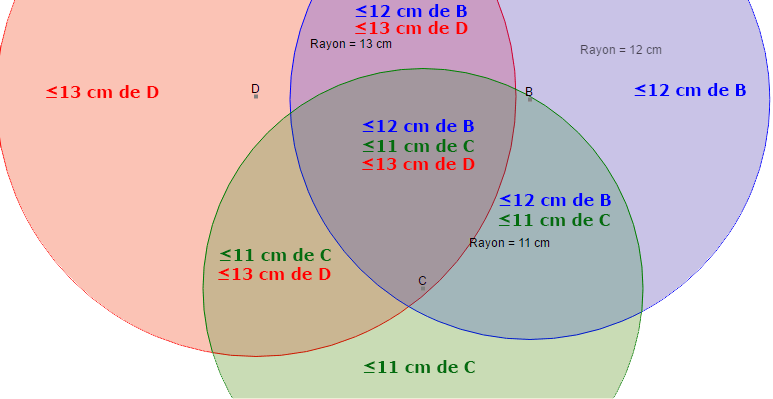 ≤12 cm de B
≤13 cm de D
Rayon = 13 cm
Rayon = 12 cm
≤13 cm de D
D
B
≤12 cm de B
≤12 cm de B
≤11 cm de C
≤13 cm de D
≤12 cm de B
≤11 cm de C
Rayon = 11 cm
≤11 cm de C
≤13 cm de D
C
≤11 cm de C